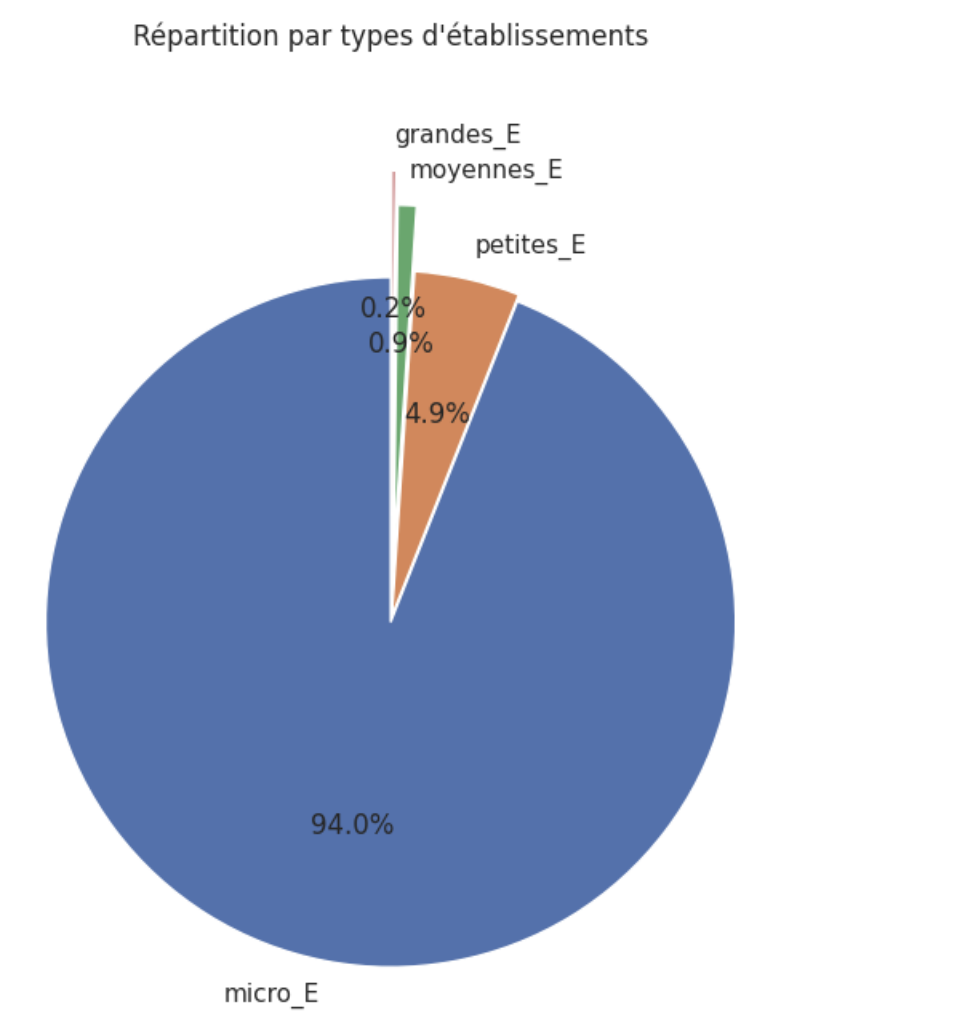 Répartition par types d'établissements
grandes_E
moyennes_E
petites_E
0.2%
0.9%
4.9%
94.0%
micro_E